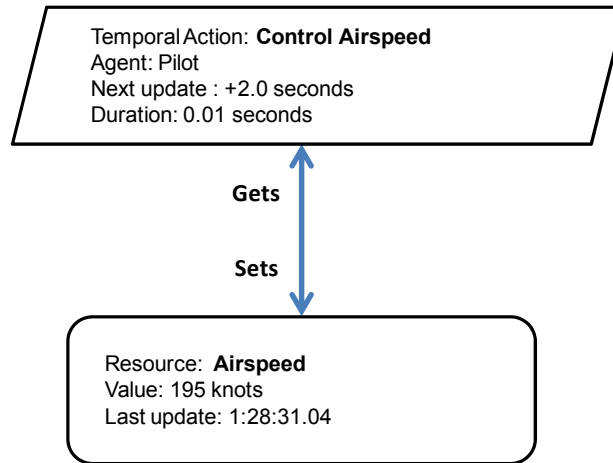 Temporal Action: Control Airspeed
Agent: Pilot
Next update : +2.0 seconds
Duration: 0.01 seconds
Gets
Sets
Resource: Airspeed
Value: 195 knots
Last update: 1:28:31.04